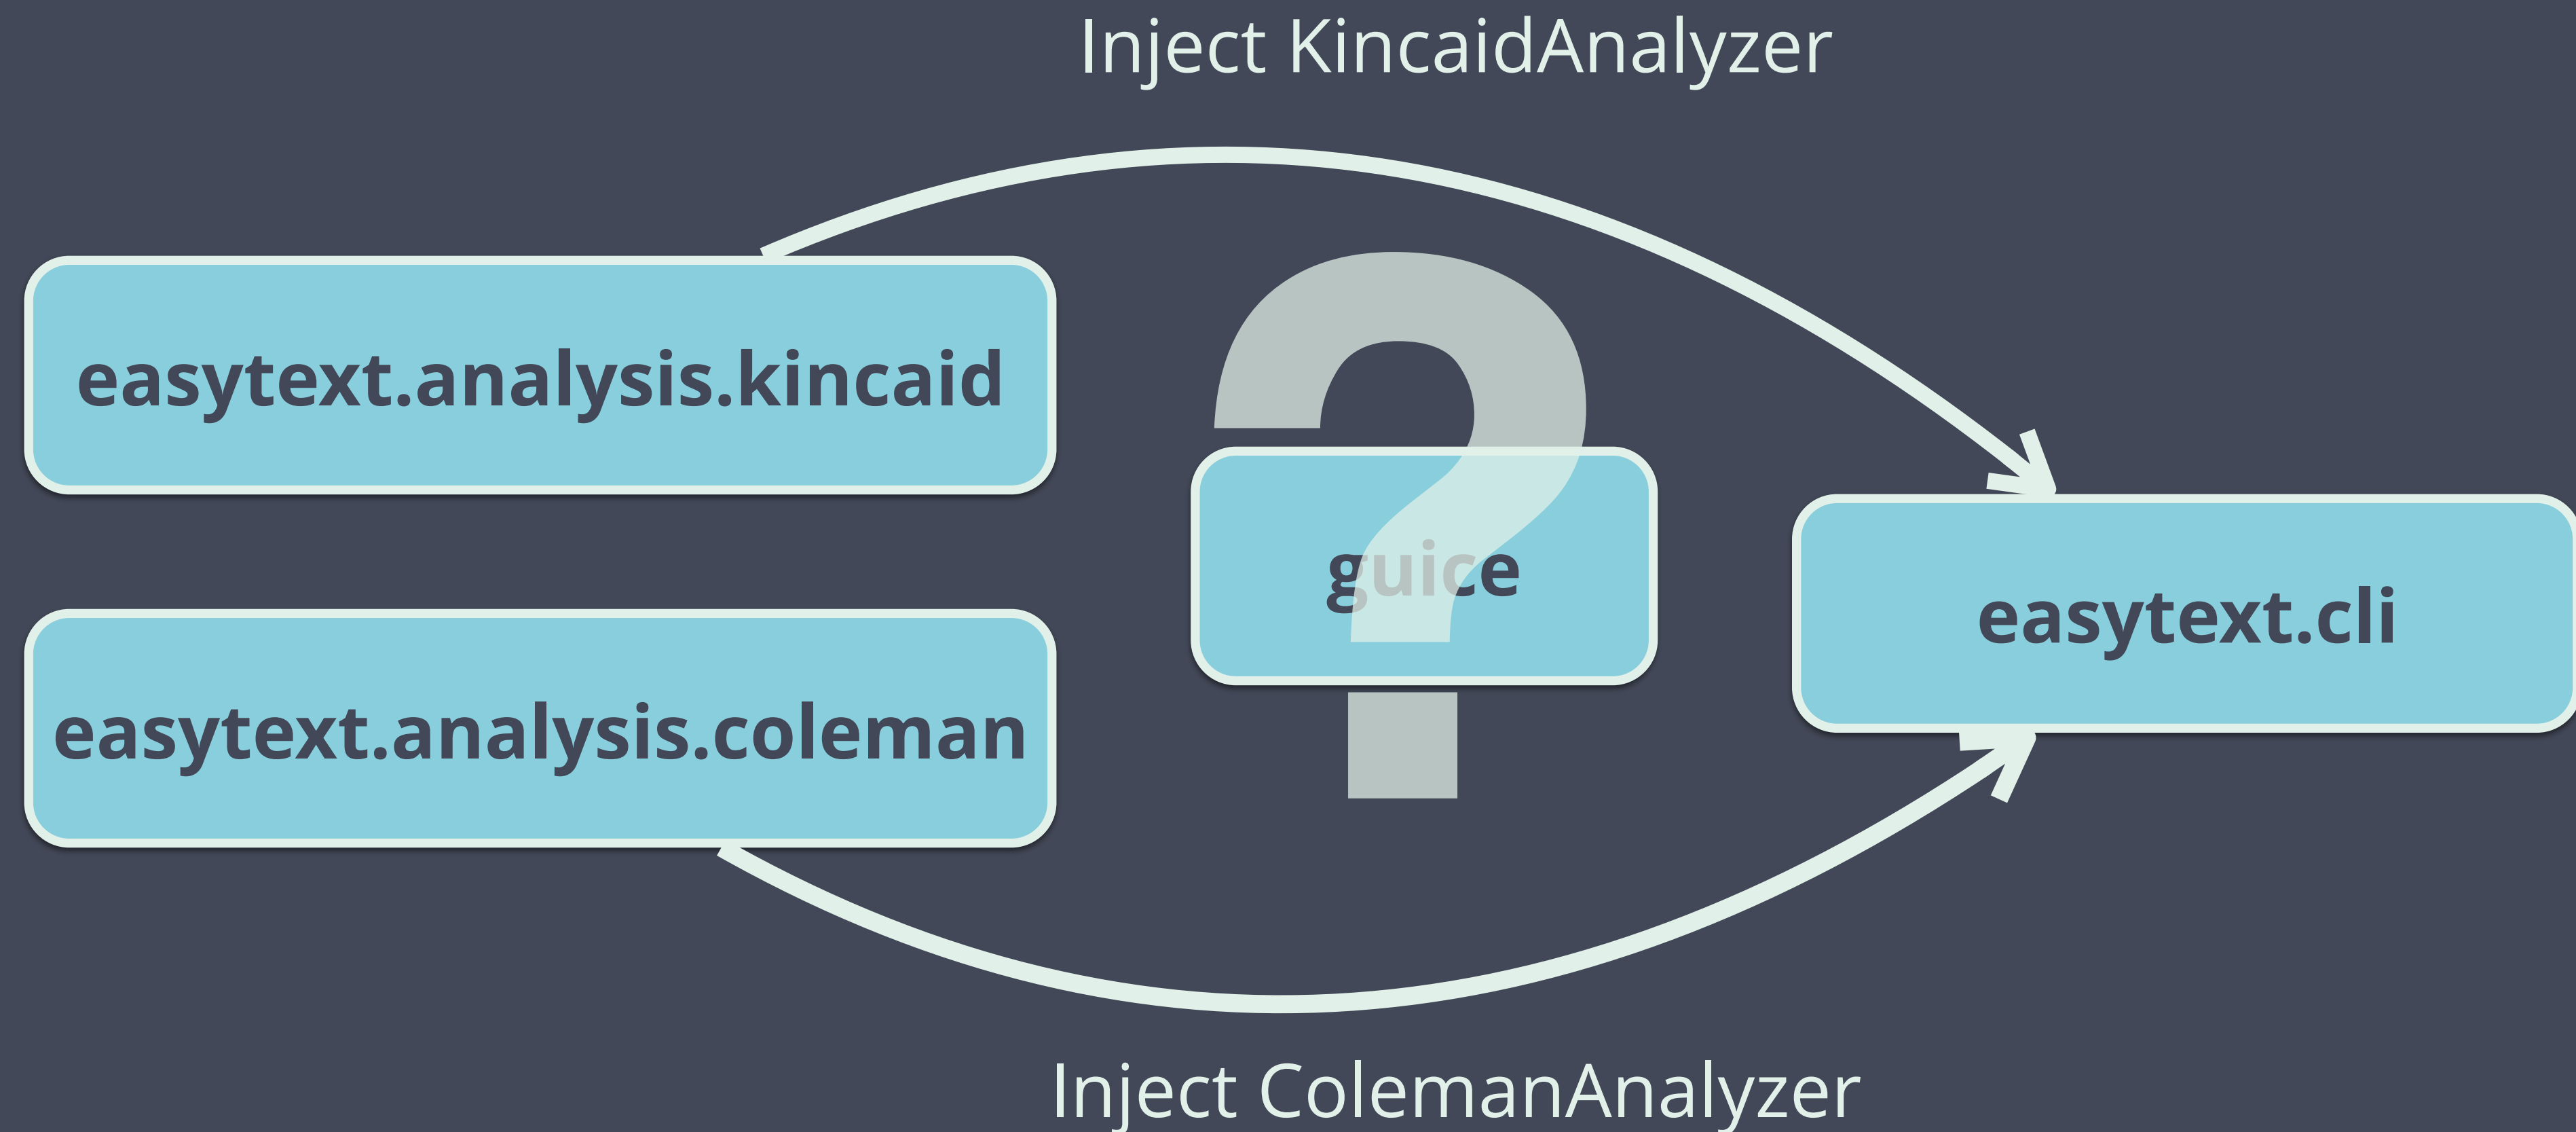 Inject KincaidAnalyzer
easytext.analysis.kincaid
?
guice
easytext.cli
easytext.analysis.coleman
Inject ColemanAnalyzer